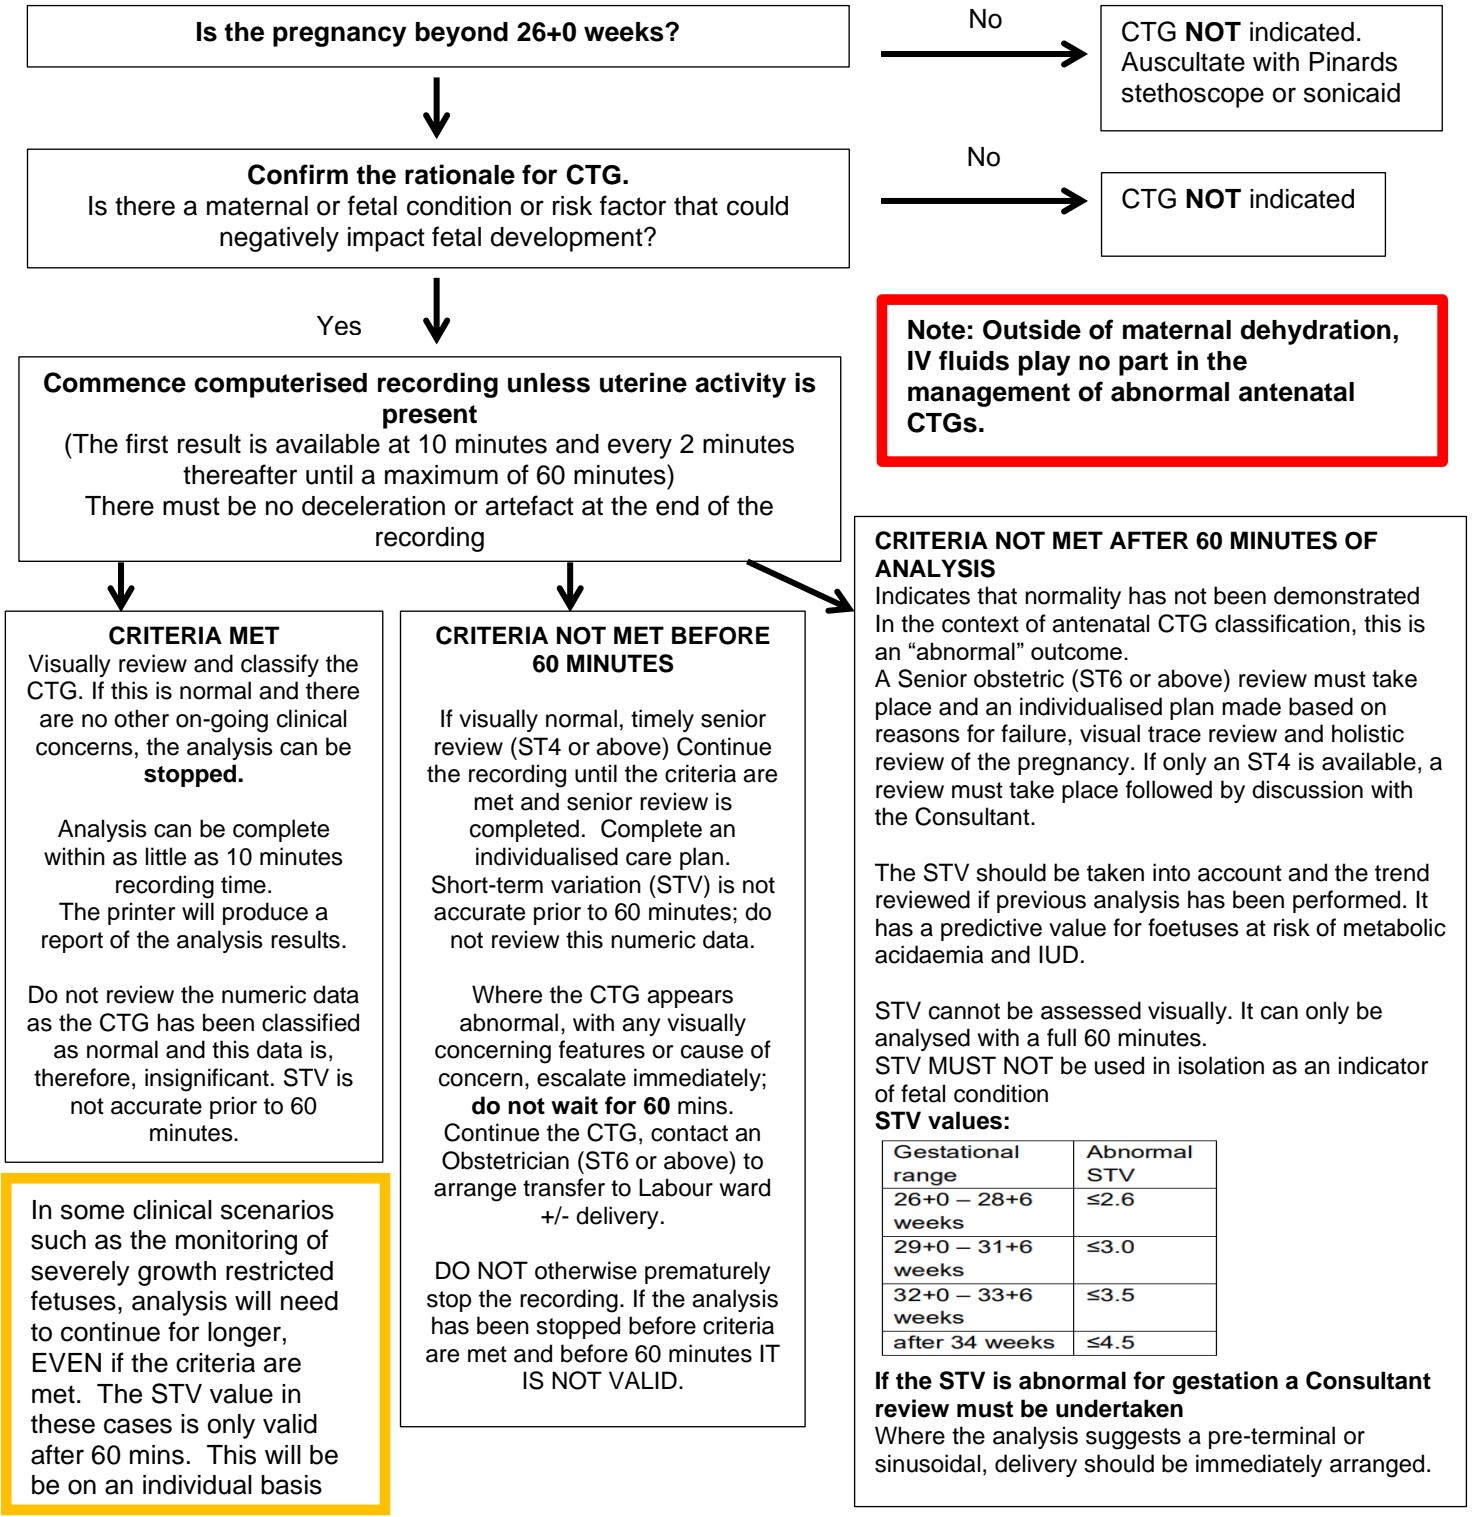 Is the pregnancy beyond 26+0 weeks?
No
CTG NOT indicated.
Auscultate with Pinards
stethoscope or sonicaid
Confirm the rationale for CTG.
Is there a maternal or fetal condition or risk factor that could
negatively impact fetal development?
No
CTG NOT indicated
Yes
Note: Outside of maternal dehydration,
IV fluids play no part in the
management of abnormal antenatal
CTGs.
Commence computerised recording unless uterine activity is
present
(The first result is available at 10 minutes and every 2 minutes
thereafter until a maximum of 60 minutes)
There must be no deceleration or artefact at the end of the
recording
CRITERIA MET
Visually review and classify the
CTG. If this is normal and there
are no other on-going clinical
concerns, the analysis can be
stopped.
Analysis can be complete
within as little as 10 minutes
recording time.
The printer will produce a
report of the analysis results.
Do not review the numeric data
as the CTG has been classified
as normal and this data is,
therefore, insignificant. STV is
not accurate prior to 60
minutes.
In some clinical scenarios
such as the monitoring of
severely growth restricted
fetuses, analysis will need
to continue for longer,
EVEN if the criteria are
met. The STV value in
these cases is only valid
after 60 mins. This will be
be on an individual basis
CRITERIA NOT MET BEFORE
60 MINUTES
If visually normal, timely senior
review (ST4 or above) Continue
the recording until the criteria are
met and senior review is
completed. Complete an
individualised care plan.
Short-term variation (STV) is not
accurate prior to 60 minutes; do
not review this numeric data.
Where the CTG appears
abnormal, with any visually
concerning features or cause of
concern, escalate immediately;
do not wait for 60 mins.
Continue the CTG, contact an
Obstetrician (ST6 or above) to
arrange transfer to Labour ward
+/- delivery.
DO NOT otherwise prematurely
stop the recording. If the analysis
has been stopped before criteria
are met and before 60 minutes IT
IS NOT VALID.
CRITERIA NOT MET AFTER 60 MINUTES OF
ANALYSIS
Indicates that normality has not been demonstrated
In the context of antenatal CTG classification, this is
an “abnormal” outcome.
A Senior obstetric (ST6 or above) review must take
place and an individualised plan made based on
reasons for failure, visual trace review and holistic
review of the pregnancy. If only an ST4 is available, a
review must take place followed by discussion with
the Consultant.
The STV should be taken into account and the trend
reviewed if previous analysis has been performed. It
has a predictive value for foetuses at risk of metabolic
acidaemia and IUD.
STV cannot be assessed visually. It can only be
analysed with a full 60 minutes.
STV MUST NOT be used in isolation as an indicator
of fetal condition
STV values:
Gestational range Abnormal STV
26+0 – 28+6 weeks ≤2.6
29+0 – 31+6 weeks ≤3.0
32+0 – 33+6 weeks ≤3.5
after 34 weeks ≤4.5
If the STV is abnormal for gestation a Consultant
review must be undertaken
Where the analysis suggests a pre-terminal or
sinusoidal, delivery should be immediately arranged.